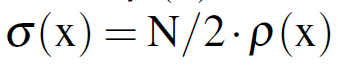 σ(x) = N/2·ρ(x)